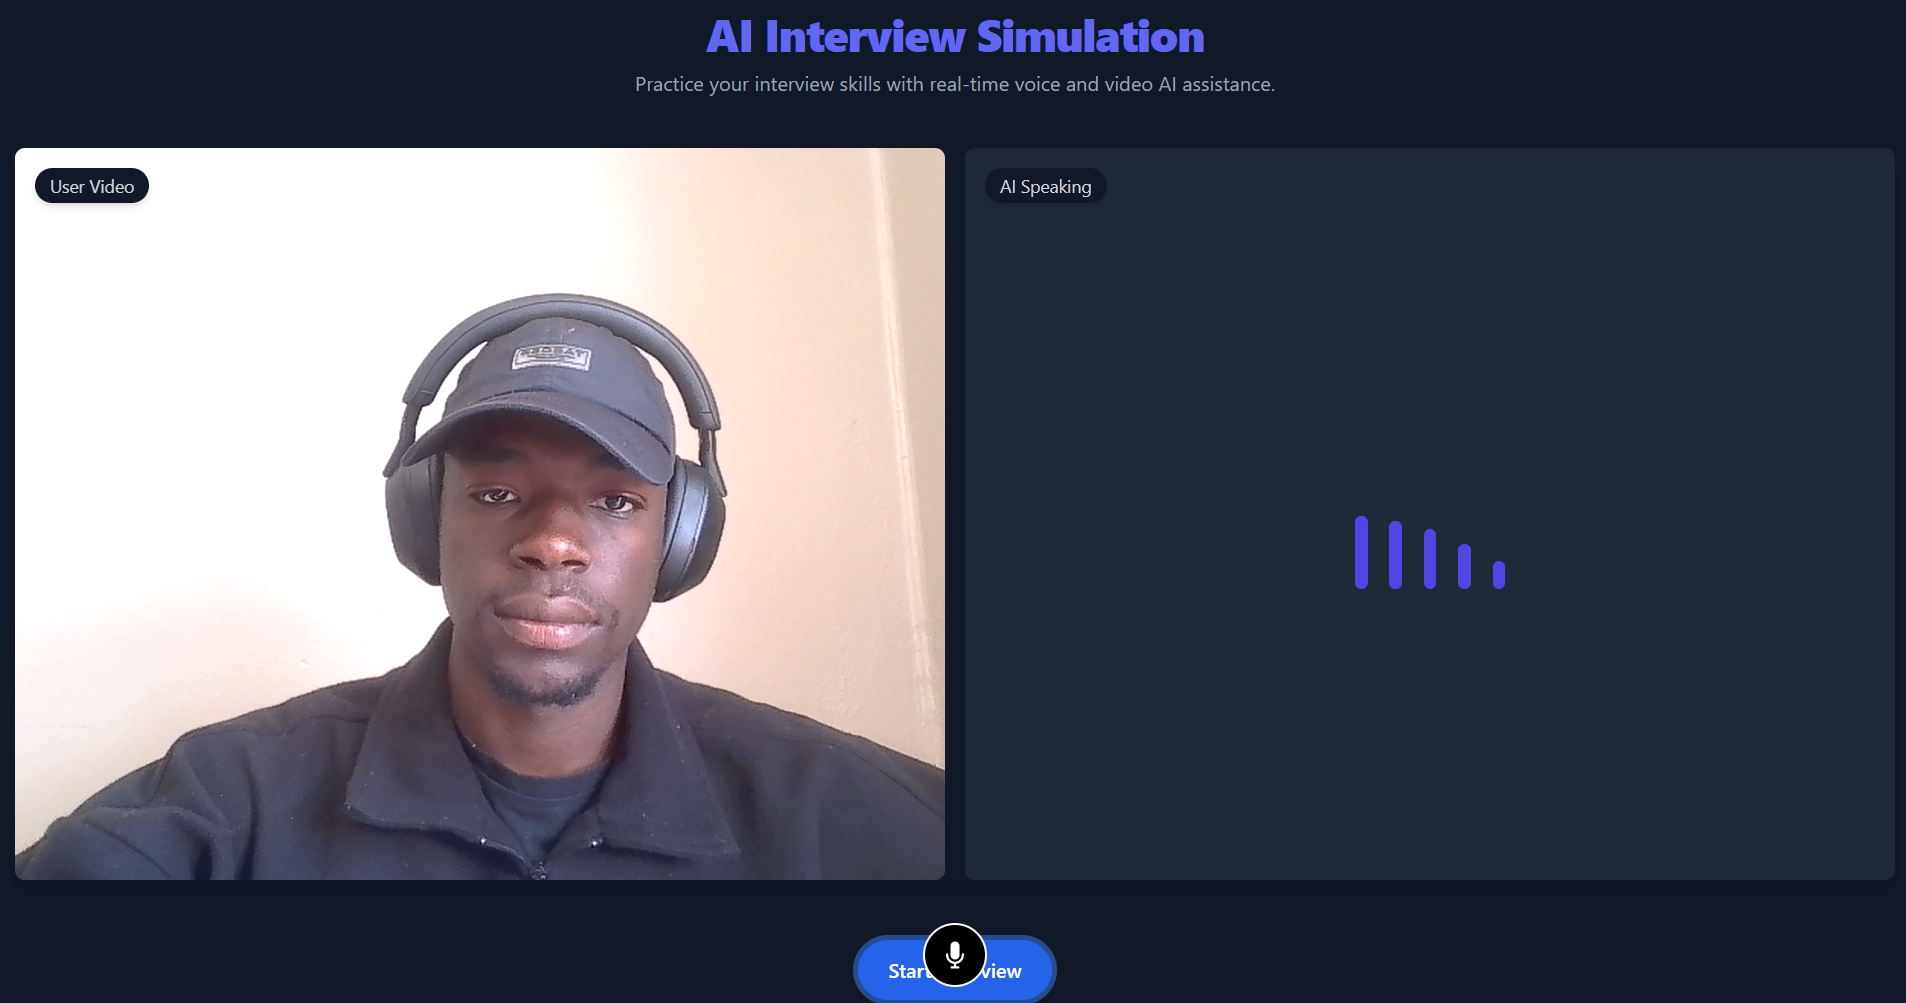 AI Interview Simulation
Practice your interview skills with real-time voice and video AI assistance.
User Video
AI Speaking
Star view